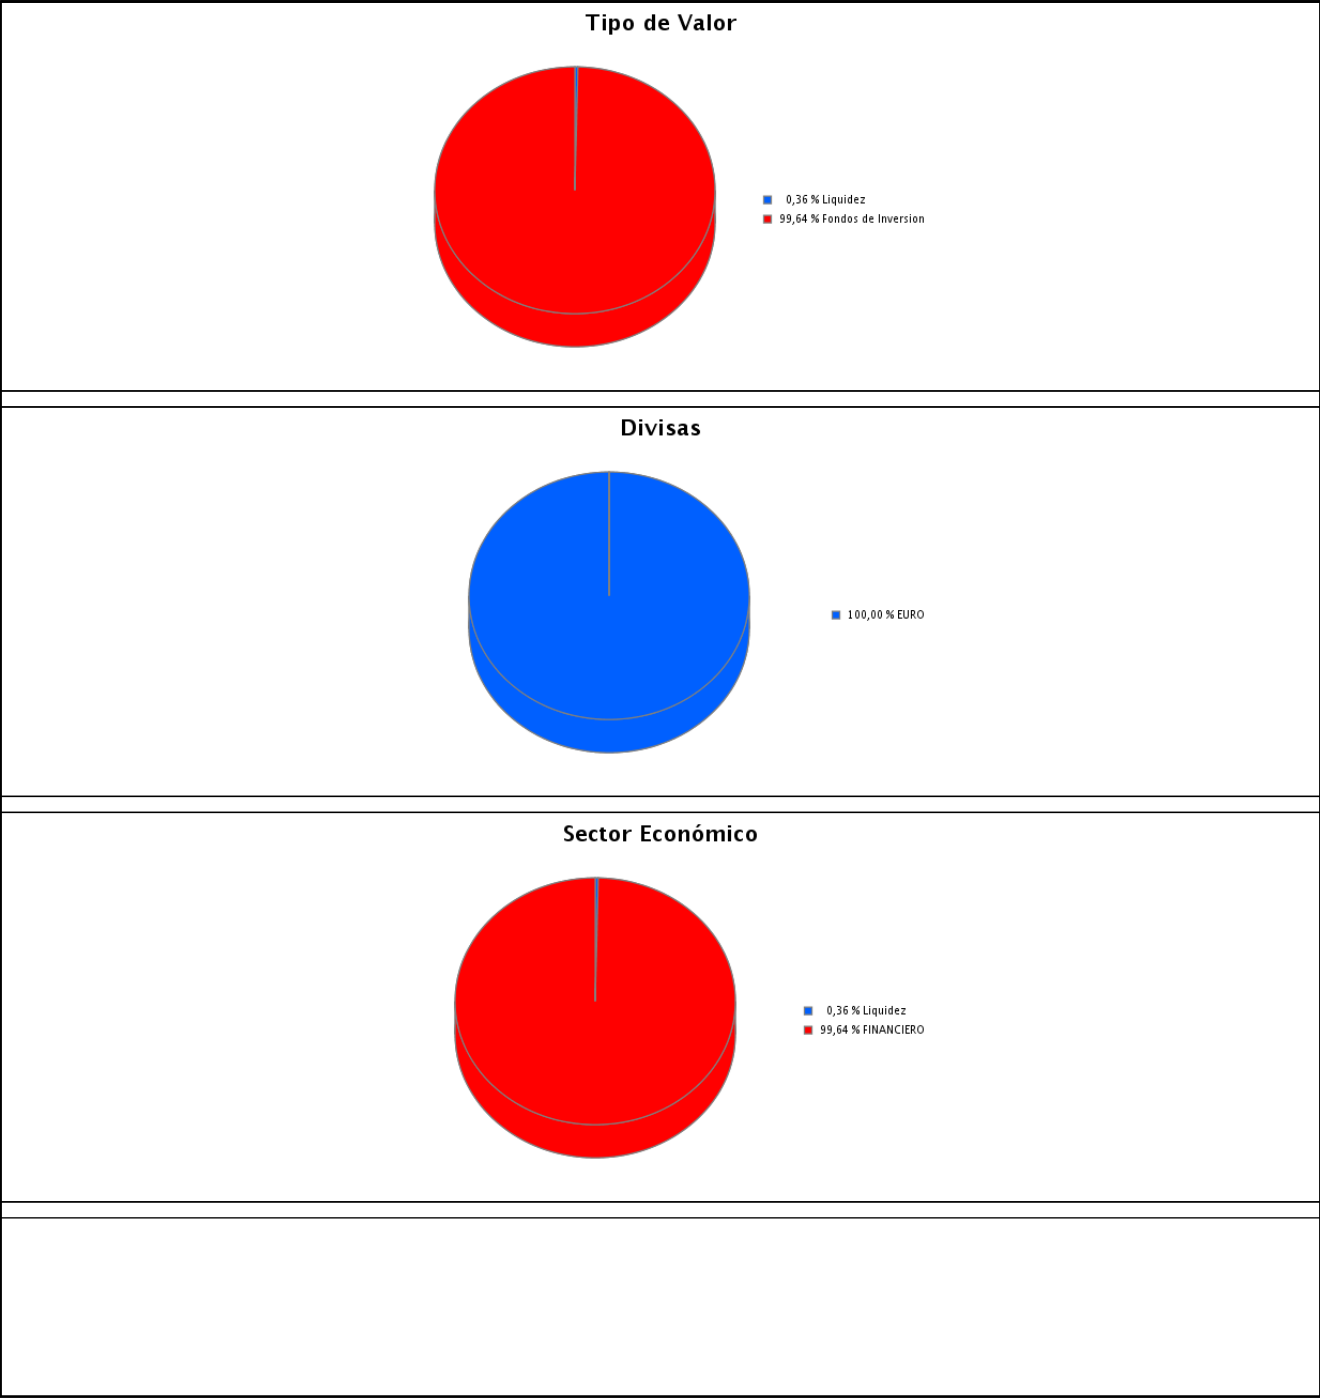 Tipo de Valor
0,36 % Liquidez
99,64 % Fondos de Inversion
Divisas
100,00 % EURO
Sector Económico
0,36 % Liquidez
99,64 % FINANCIERO